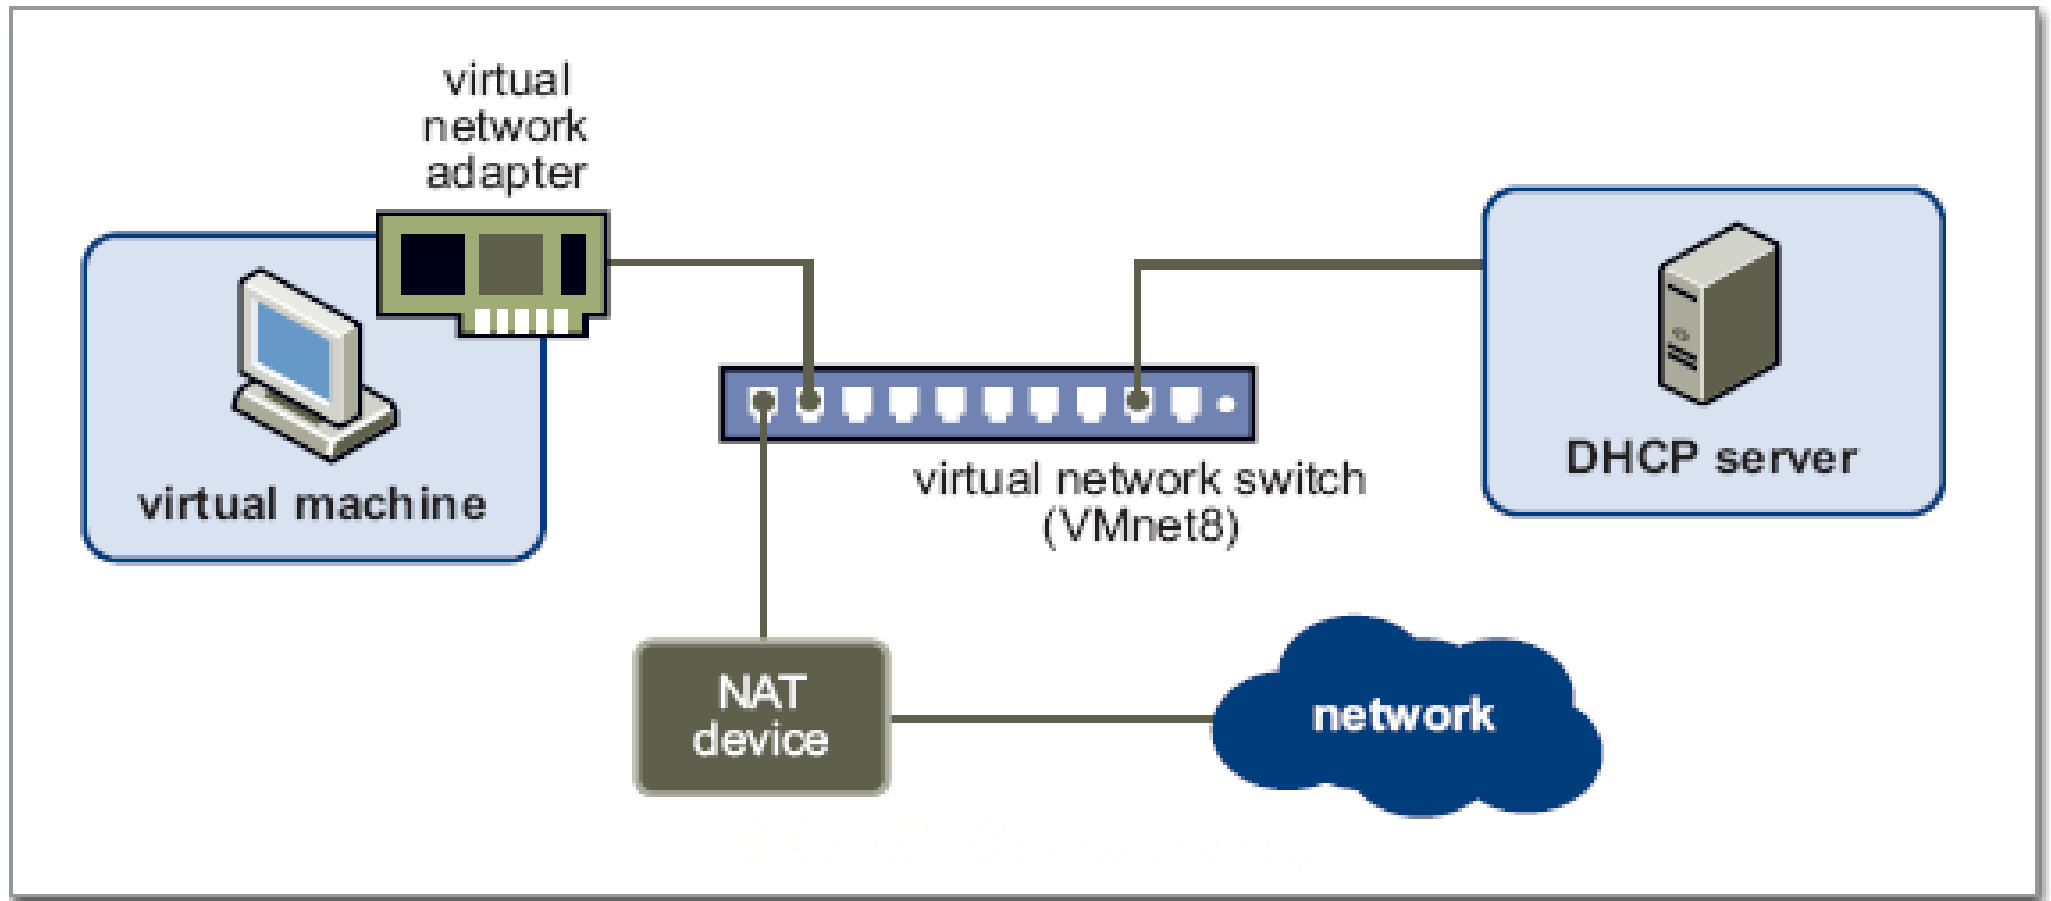 virtual
network
adapter
virtual machine
virtual network switch
(VMnet8)
DHCP server
NAT
device
network